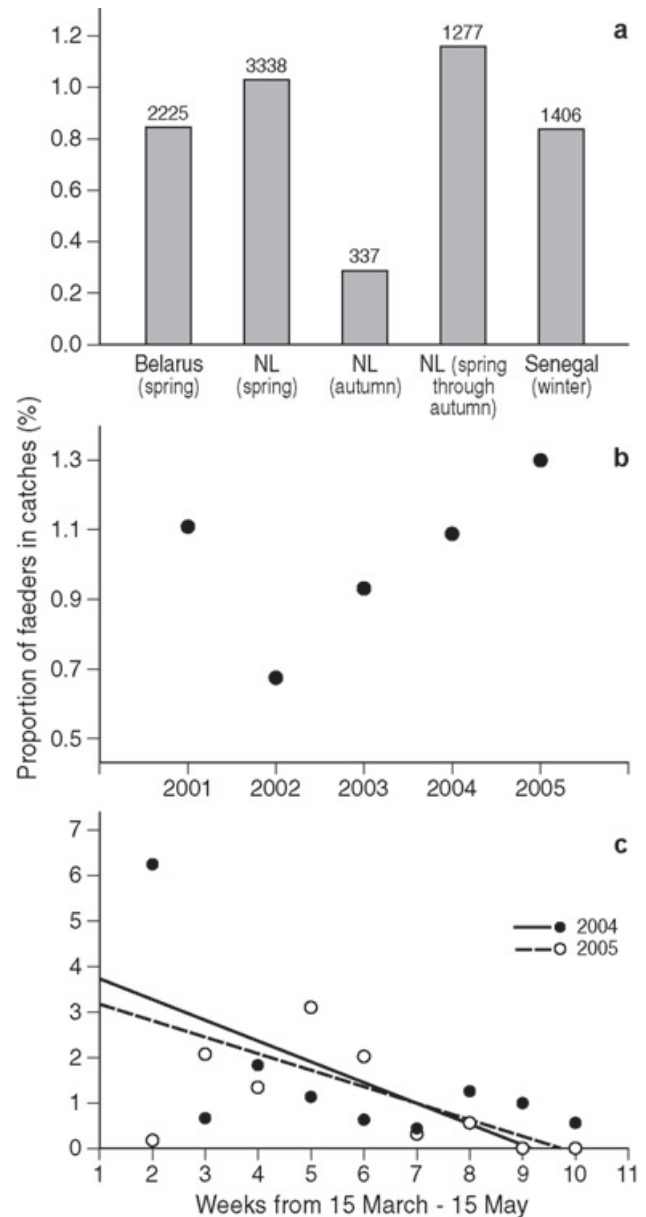 a
1.2
1.0
0.8
0.6
0.4
0.2
0.0
2225
3338
337
1277
1406
Belarus
(spring)
NL
(spring)
NL
(autumn)
NL (spring
through
autumn)
Senegal
(winter)
Proportion of faeders in catches (%)
b
1.3
1.1
0.9
0.7
0.5
2001 2002 2003 2004 2005
c
7
6
5
4
3
2
1
0
2004
2005
1 2 3 4 5 6 7 8 9 10 11
Weeks from 15 March - 15 May